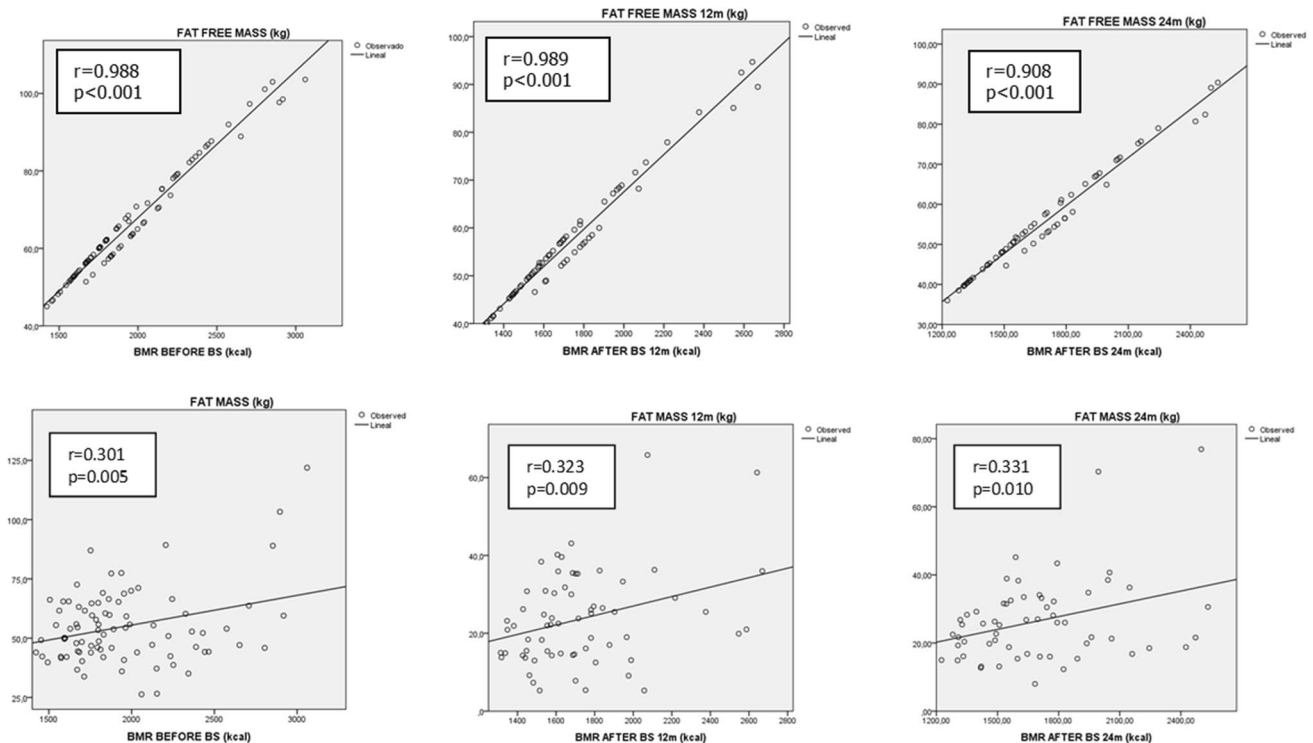 FAT FREE MASS (kg)
Observado
Lineal
r=0.988
p<0.001
100,0
80,0
60,0
40,0
1500 2000 2500 3000
BMR BEFORE BS (kcal)
FAT FREE MASS 12m (kg)
Observed
Lineal
r=0.989
p<0.001
100,0
90,0
80,0
70,0
60,0
50,0
40,0
1400 1600 1800 2000 2200 2400 2600 2800
BMR AFTER BS 12m (kcal)
FAT FREE MASS 24m (kg)
Observed
Lineal
r=0.908
p<0.001
100,00
90,00
80,00
70,00
60,00
50,00
40,00
30,00
1200,00 1500,00 1800,00 2100,00 2400,00
BMR AFTER BS 24m (kcal)
FAT MASS (kg)
Observed
Lineal
r=0.301
p=0.005
125,0
100,0
75,0
50,0
25,0
1500 2000 2500 3000
BMR BEFORE BS (kcal)
FAT MASS 12m (kg)
Observed
Lineal
r=0.323
p=0.009
60,0
40,0
20,0
,0
1400 1600 1800 2000 2200 2400 2600 2800
BMR AFTER BS 12m (kcal)
FAT MASS 24m (kg)
Observed
Lineal
r=0.331
p=0.010
80,00
60,00
40,00
20,00
,00
1200,00 1500,00 1800,00 2100,00 2400,00
BMR AFTER BS 24m (kcal)